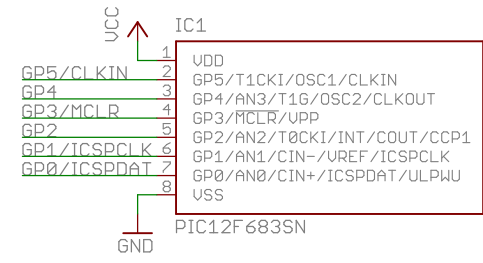 VCC
IC1
1 VDD
GP5/CLKIN 2 GP5/T1CKI/OSC1/CLKIN
GP4 3 GP4/AN3/T1G/OSC2/CLKOUT
GP3/MCLR 4 GP3/MCLR/VPP
GP2 5 GP2/AN2/T0CKI/INT/COUT/CCP1
GP1/ICSPCLK 6 GP1/AN1/CIN-/VREF/ICSPCLK
GP0/ICSPDAT 7 GP0/AN0/CIN+/ICSPDAT/ULPWU
8 VSS
PIC12F683SN
GND